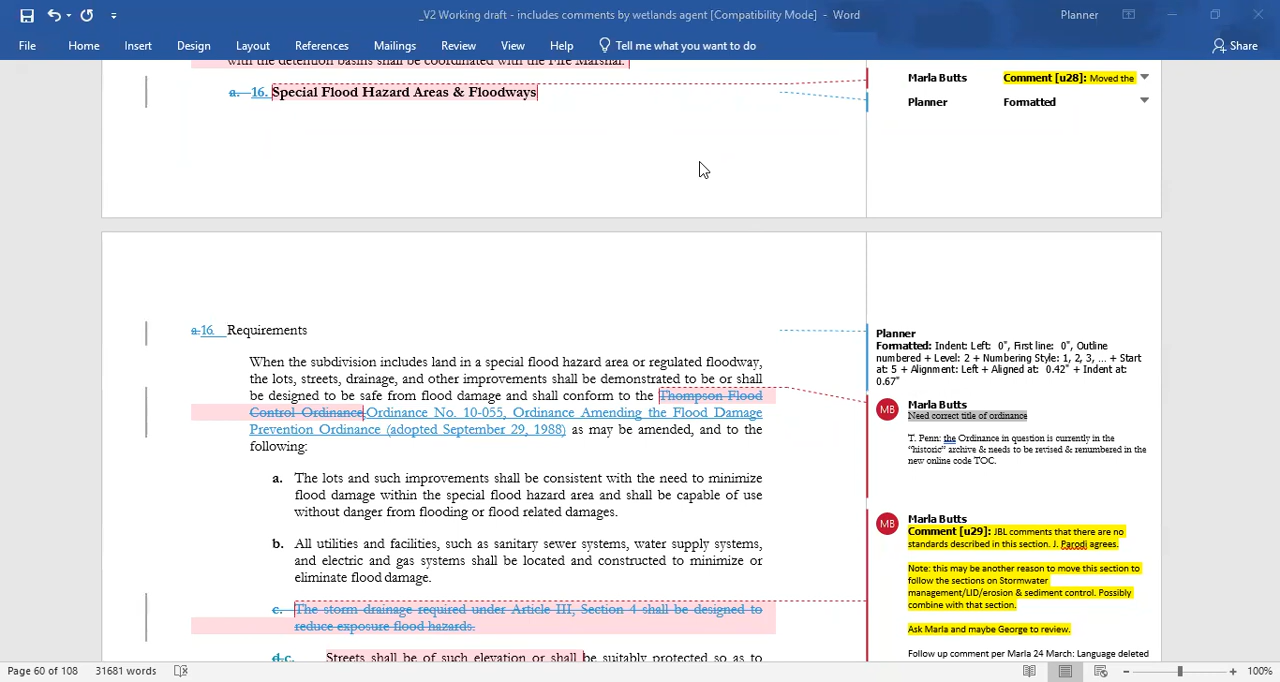 _V2 Working draft - includes comments by wetlands agent [Compatibility Mode] - Word
Planner
File Home Insert Design Layout References Mailings Review View Help Tell me what you want to do Share
with the detention basins shall be coordinated with the Fire Marshal.
a. 16. Special Flood Hazard Areas & Floodways
Marla Butts Comment [u28]: Moved the
Planner Formatted
a.16. Requirements
When the subdivision includes land in a special flood hazard area or regulated floodway,
the lots, streets, drainage, and other improvements shall be demonstrated to be or shall
be designed to be safe from flood damage and shall conform to the Thompson Flood
Control Ordinance Ordinance No. 10-055, Ordinance Amending the Flood Damage
Prevention Ordinance (adopted September 29, 1988) as may be amended, and to the
following:
a. The lots and such improvements shall be consistent with the need to minimize
flood damage within the special flood hazard area and shall be capable of use
without danger from flooding or flood related damages.
b. All utilities and facilities, such as sanitary sewer systems, water supply systems,
and electric and gas systems shall be located and constructed to minimize or
eliminate flood damage.
c. The storm drainage required under Article III, Section 4 shall be designed to
reduce exposure flood hazards.
d.c. Streets shall be of such elevation or shall be suitably protected so as to
Planner
Formatted: Indent: Left: 0", First line: 0", Outline
numbered + Level: 2 + Numbering Style: 1, 2, 3, ... + Start
at: 5 + Alignment: Left + Aligned at: 0.42" + Indent at:
0.67"
MB Marla Butts
Need correct title of ordinance
T. Penn: the Ordinance in question is currently in the
"historic" archive & needs to be revised & renumbered in the
new online code TOC.
MB Marla Butts
Comment [u29]: JBL comments that there are no
standards described in this section. J. Parodi agrees.
Note: this may be another reason to move this section to
follow the sections on Stormwater
management/LID/erosion & sediment control. Possibly
combine with that section.
Ask Marla and maybe George to review.
Follow up comment per Marla 24 March: Language deleted
Page 60 of 108 31681 words 100%